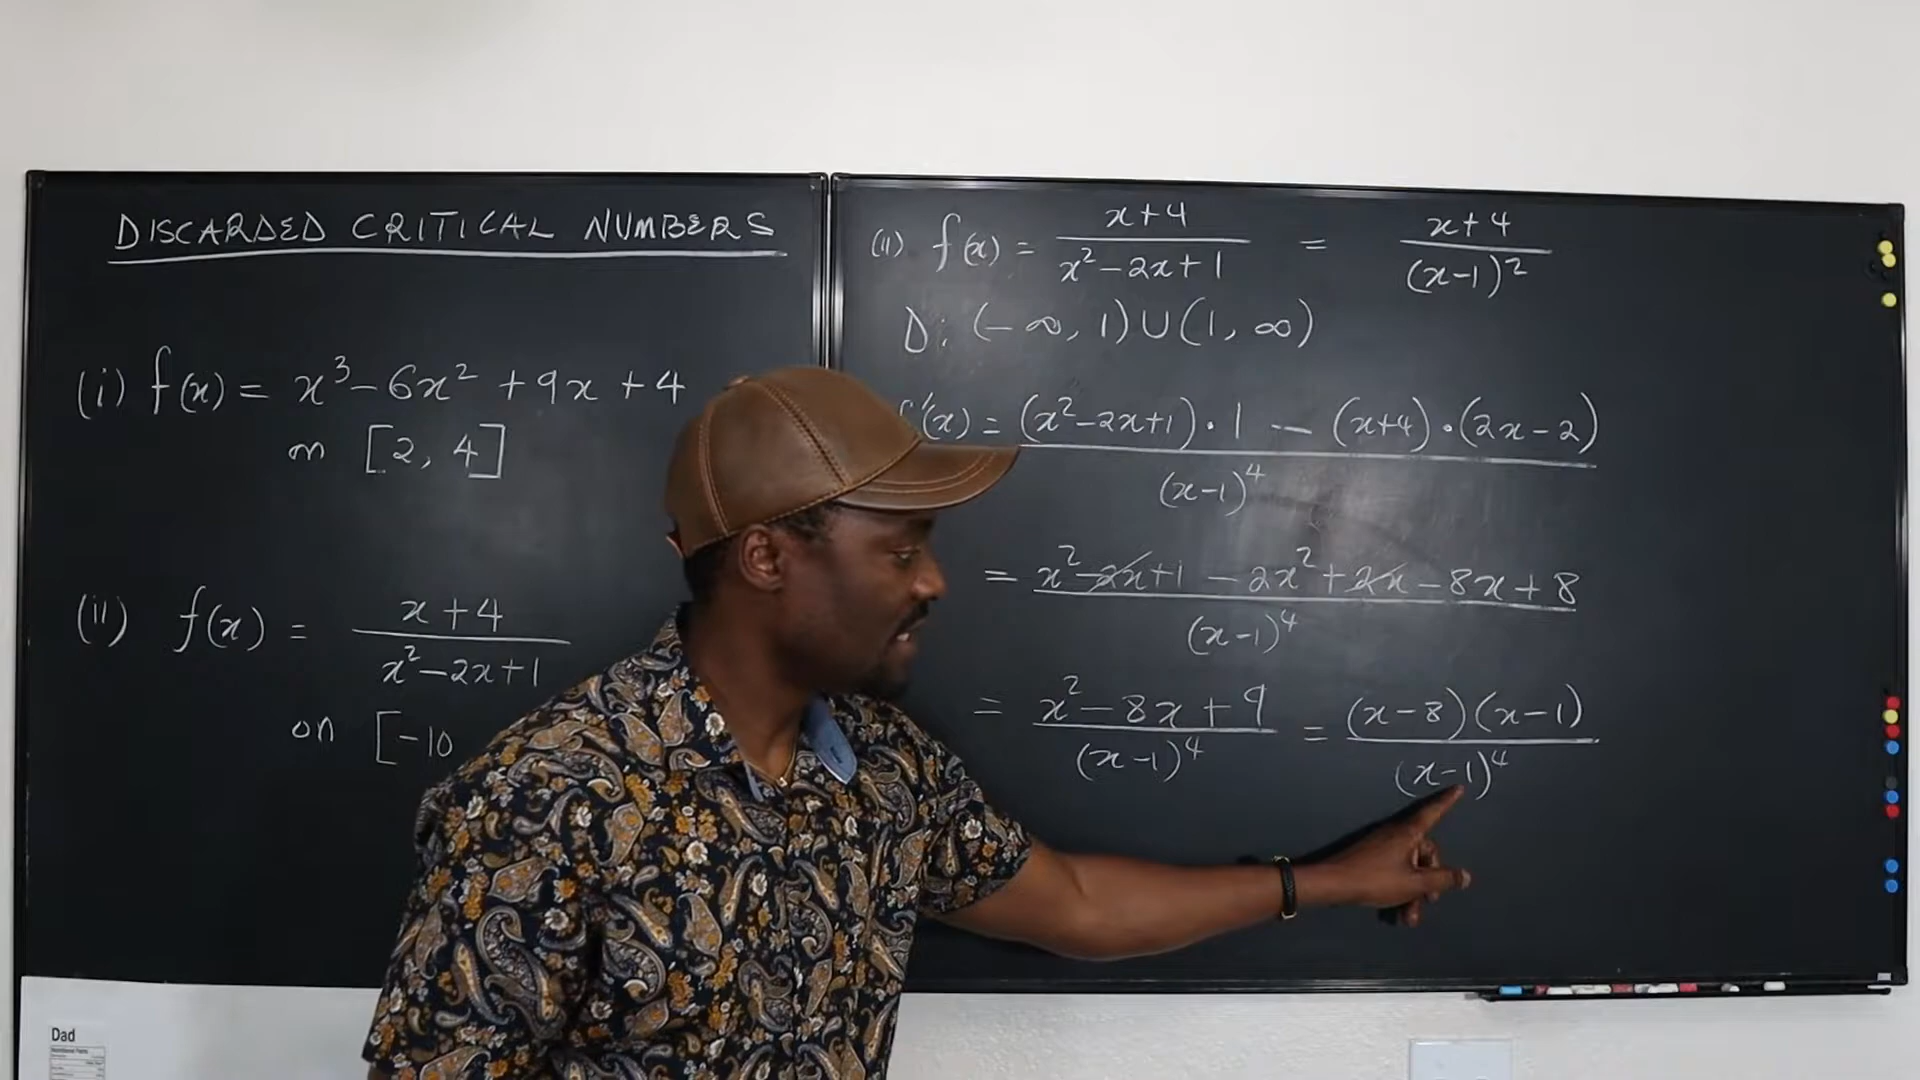 DISCARDED CRITICAL NUMBERS
(i) f(x) = x³ - 6x² + 9x + 4
on [2, 4]
(ii) f(x) = (x+4)/(x² - 2x + 1)
on [-10
(ii) f(x) = (x+4)/(x² - 2x + 1) = (x+4)/(x-1)²
D: (-∞, 1) ∪ (1, ∞)
f'(x) = ((x² - 2x + 1) · 1 - (x+4) · (2x - 2))/(x-1)⁴
= (x² - 2x + 1 - 2x² + 2x - 8x + 8)/(x-1)⁴
= (x² - 8x + 9)/(x-1)⁴ = ((x-8)(x-1))/(x-1)⁴
Dad